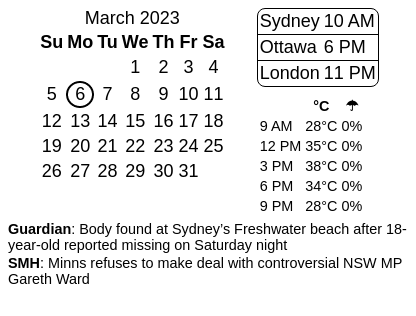 March 2023
Su Mo Tu We Th Fr Sa
1 2 3 4
5 6 7 8 9 10 11
12 13 14 15 16 17 18
19 20 21 22 23 24 25
26 27 28 29 30 31
Sydney 10 AM
Ottawa 6 PM
London 11 PM
°C ☂
9 AM 28°C 0%
12 PM 35°C 0%
3 PM 38°C 0%
6 PM 34°C 0%
9 PM 28°C 0%
Guardian: Body found at Sydney’s Freshwater beach after 18-
year-old reported missing on Saturday night
SMH: Minns refuses to make deal with controversial NSW MP
Gareth Ward